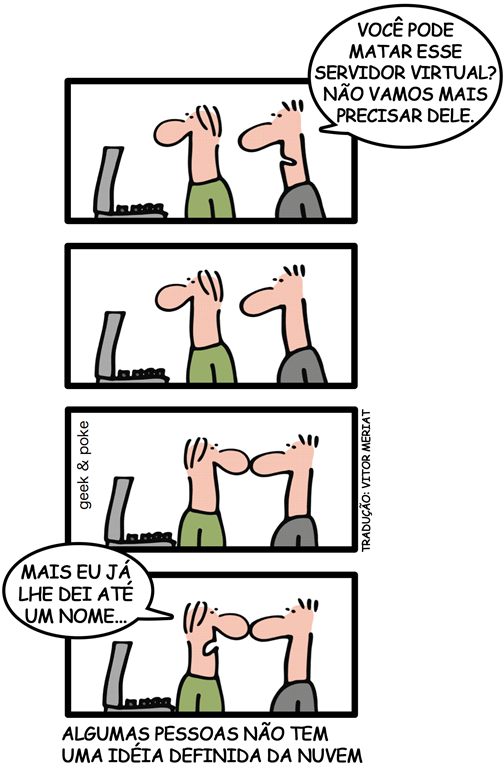 VOCÊ PODE
MATAR ESSE
SERVIDOR VIRTUAL?
NÃO VAMOS MAIS
PRECISAR DELE.
geek & poke
TRADUÇÃO: VITOR MERIAT
MAIS EU JÁ
LHE DEI ATÉ
UM NOME...
ALGUMAS PESSOAS NÃO TEM
UMA IDÉIA DEFINIDA DA NUVEM